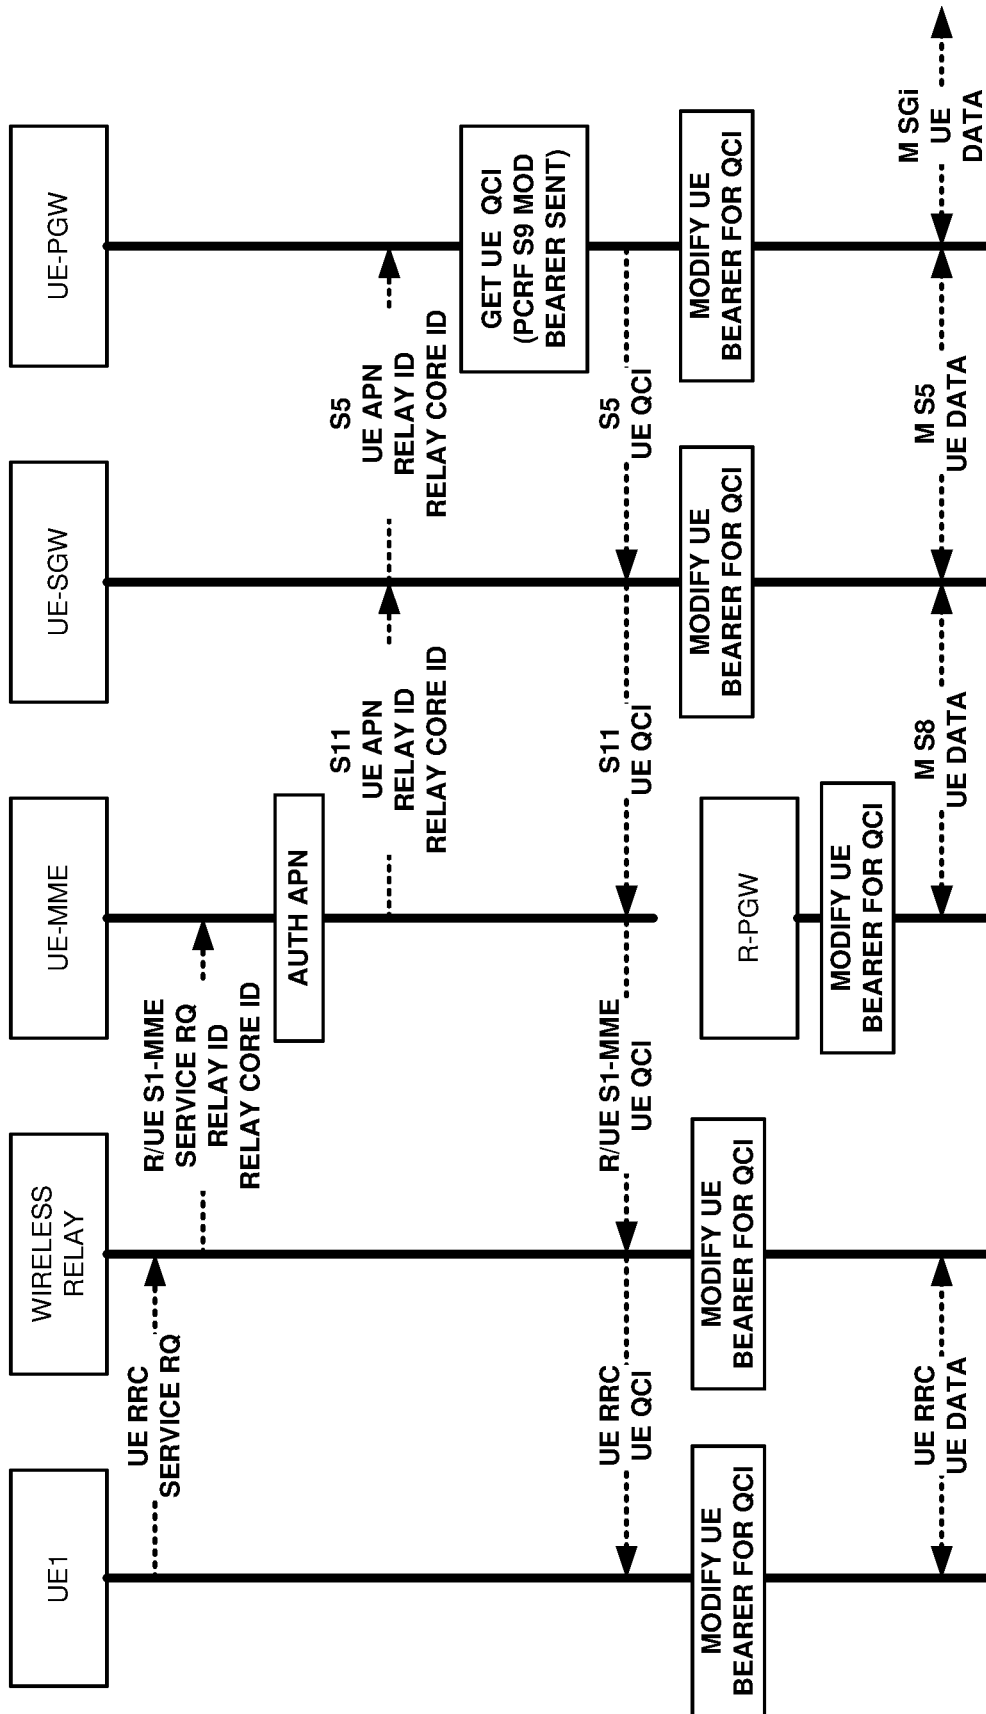 UE1
WIRELESS
RELAY
UE-MME
UE-SGW
UE-PGW
UE RRC
SERVICE RQ
R/UE S1-MME
SERVICE RQ
RELAY ID
RELAY CORE ID
AUTH APN
S11
UE APN
RELAY ID
RELAY CORE ID
S5
UE APN
RELAY ID
RELAY CORE ID
GET UE QCI
(PCRF S9 MOD
BEARER SENT)
UE RRC
UE QCI
R/UE S1-MME
UE QCI
S11
UE QCI
S5
UE QCI
MODIFY UE
BEARER FOR QCI
MODIFY UE
BEARER FOR QCI
R-PGW
MODIFY UE
BEARER FOR QCI
MODIFY UE
BEARER FOR QCI
MODIFY UE
BEARER FOR QCI
UE RRC
UE DATA
M S8
UE DATA
M S5
UE DATA
M SGi
UE
DATA